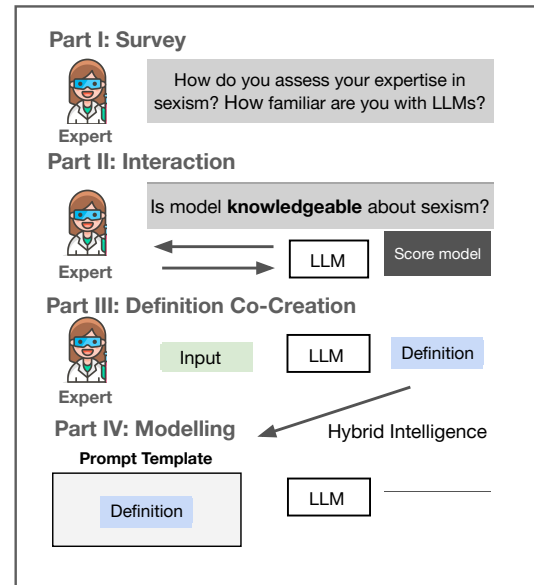 Part I: Survey
How do you assess your expertise in
sexism? How familiar are you with LLMs?
Expert
Part II: Interaction
Is model knowledgeable about sexism?
LLM
Score model
Expert
Part III: Definition Co-Creation
Input
LLM
Definition
Expert
Part IV: Modelling
Hybrid Intelligence
Prompt Template
Definition
LLM